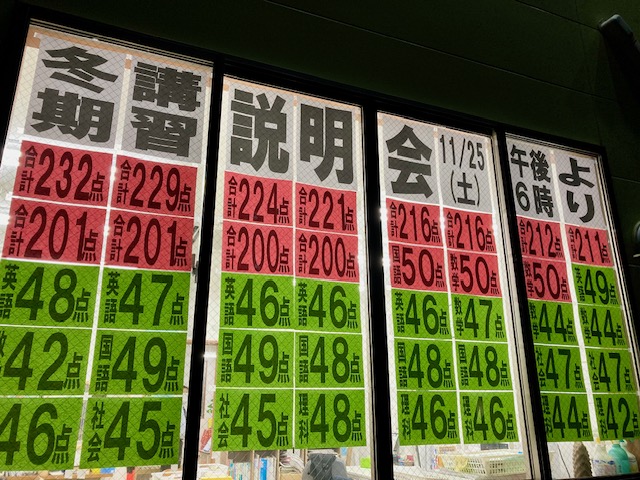 冬期講習説明会 11/25(土) 午後6時より
合計232点 合計229点 合計224点 合計221点 合計216点 合計216点 合計212点 合計211点
合計201点 合計201点 合計200点 合計200点 国語50点 数学50点 数学50点 英語49点
英語48点 英語47点 英語46点 英語46点 英語46点 数学47点 数学44点 数学44点
42点 国語49点 国語49点 国語48点 国語48点 国語48点 社会47点 社会47点
46点 社会45点 社会45点 理科48点 理科46点 理科46点 理科44点 42点